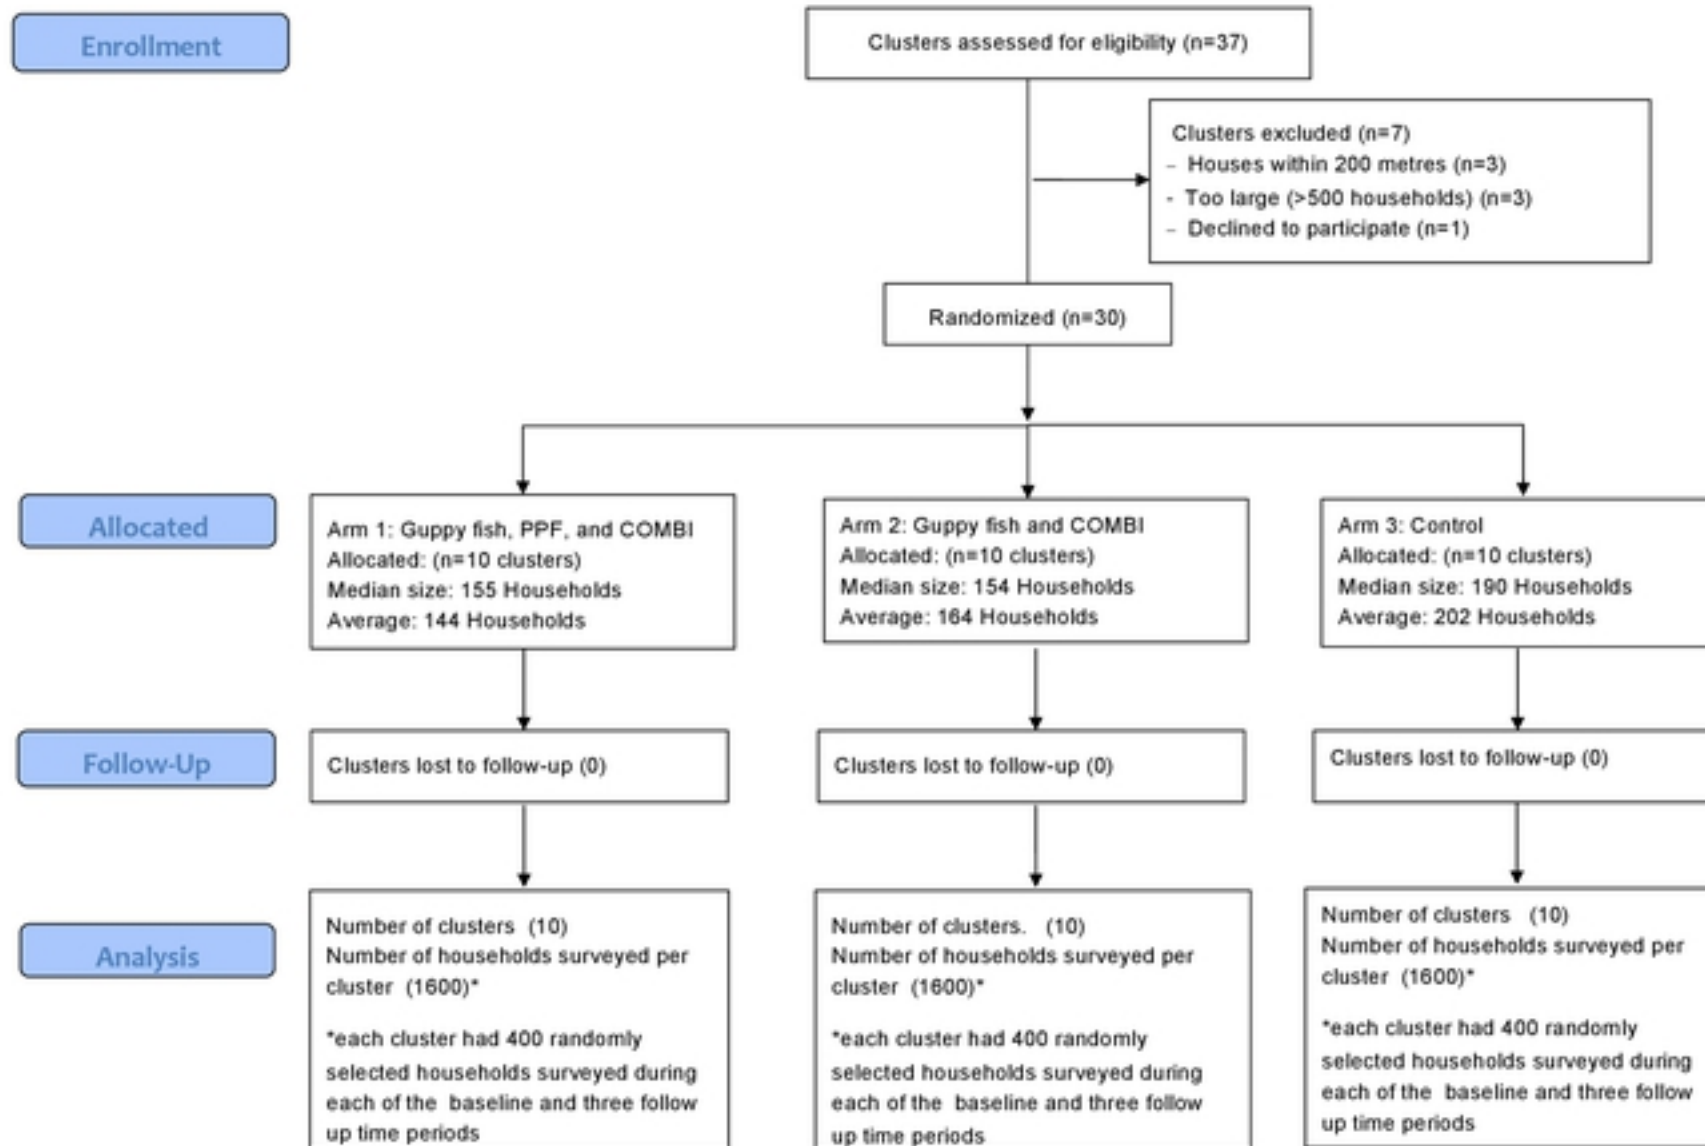 Enrollment
Clusters assessed for eligibility (n=37)
Clusters excluded (n=7)
– Houses within 200 metres (n=3)
- Too large (>500 households) (n=3)
– Declined to participate (n=1)
Randomized (n=30)
Allocated
Arm 1: Guppy fish, PPF, and COMBI
Allocated: (n=10 clusters)
Median size: 155 Households
Average: 144 Households
Arm 2: Guppy fish and COMBI
Allocated: (n=10 clusters)
Median size: 154 Households
Average: 164 Households
Arm 3: Control
Allocated: (n=10 clusters)
Median size: 190 Households
Average: 202 Households
Follow-Up
Clusters lost to follow-up (0)
Clusters lost to follow-up (0)
Clusters lost to follow-up (0)
Analysis
Number of clusters (10)
Number of households surveyed per
cluster (1600)*
*each cluster had 400 randomly
selected households surveyed during
each of the baseline and three follow
up time periods
Number of clusters. (10)
Number of households surveyed per
cluster (1600)*
*each cluster had 400 randomly
selected households surveyed during
each of the baseline and three follow
up time periods
Number of clusters (10)
Number of households surveyed per
cluster (1600)*
*each cluster had 400 randomly
selected households surveyed during
each of the baseline and three follow
up time periods